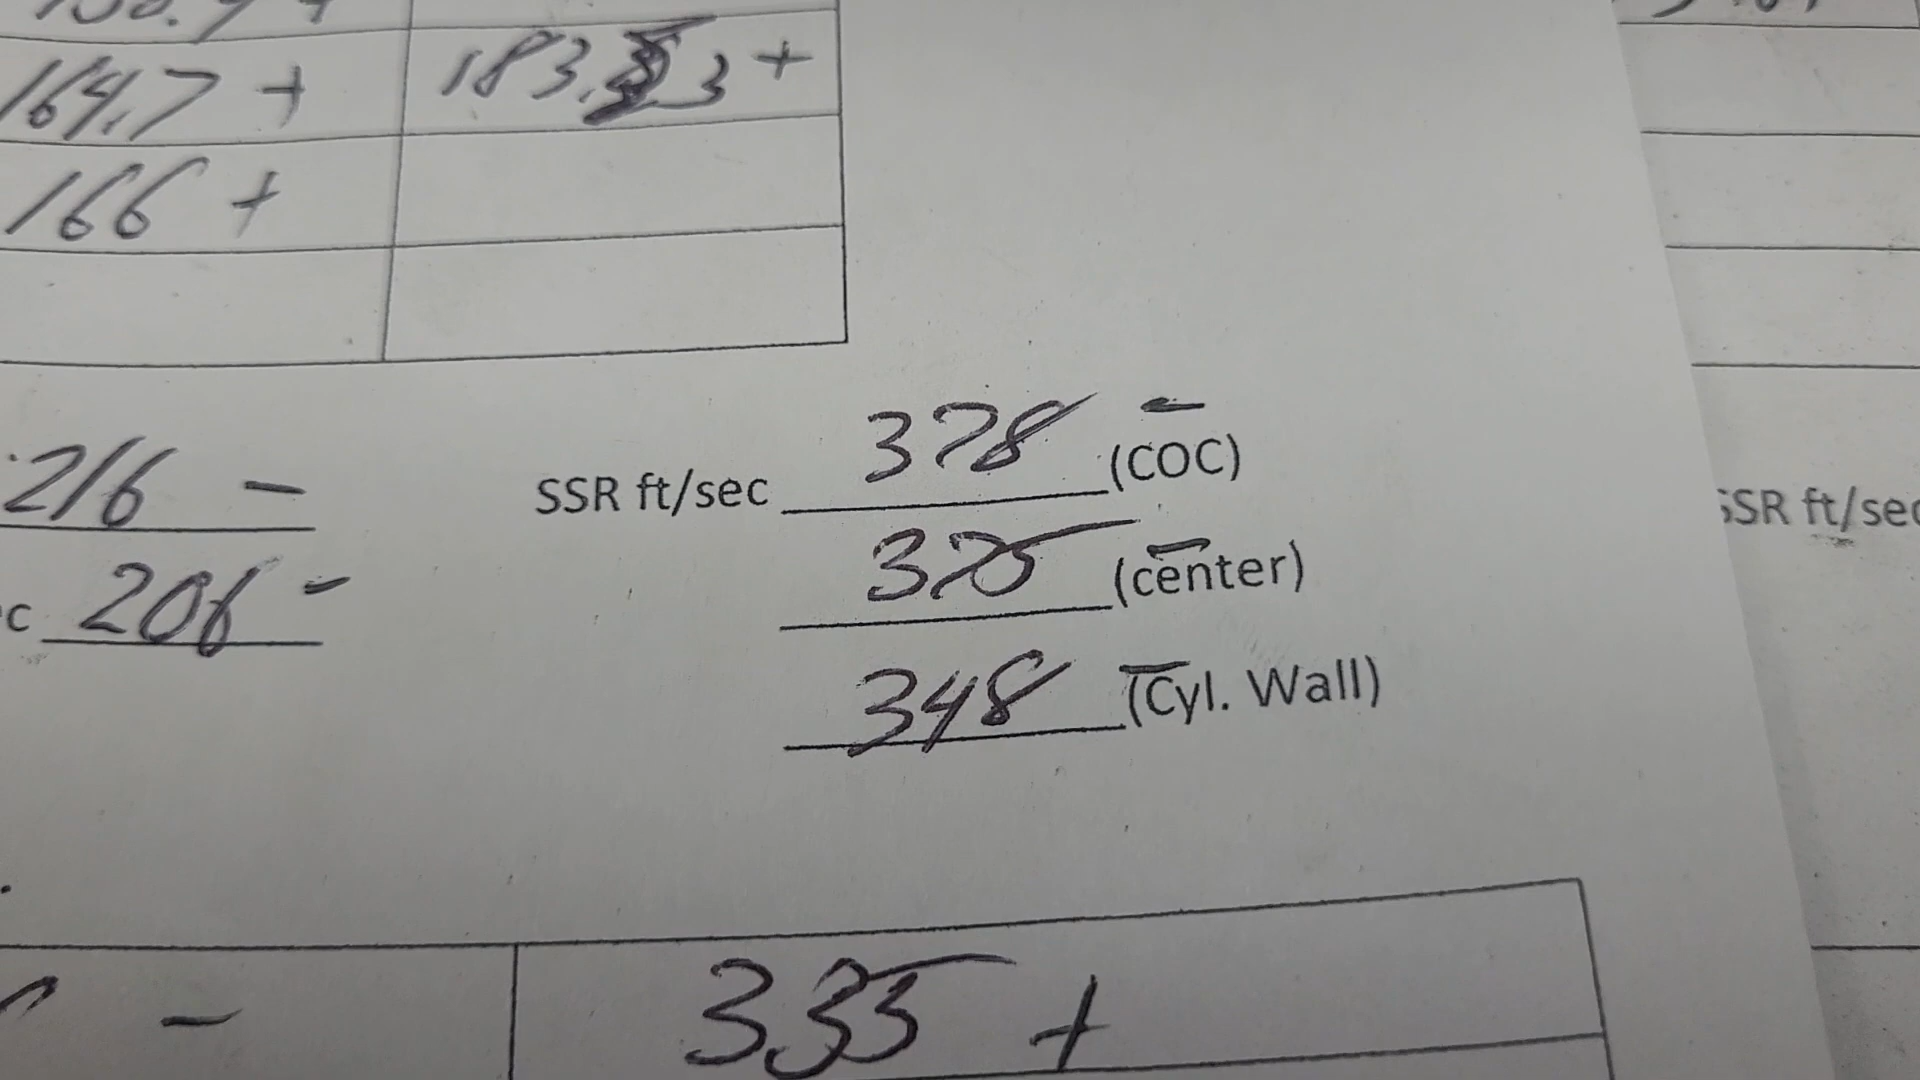 164.7 + 183.3 +
166 +
216 - SSR ft/sec 378 - (COC)
375 - (center)
c 206 -
348 - (Cyl. Wall)
SSR ft/sec
- 335 +